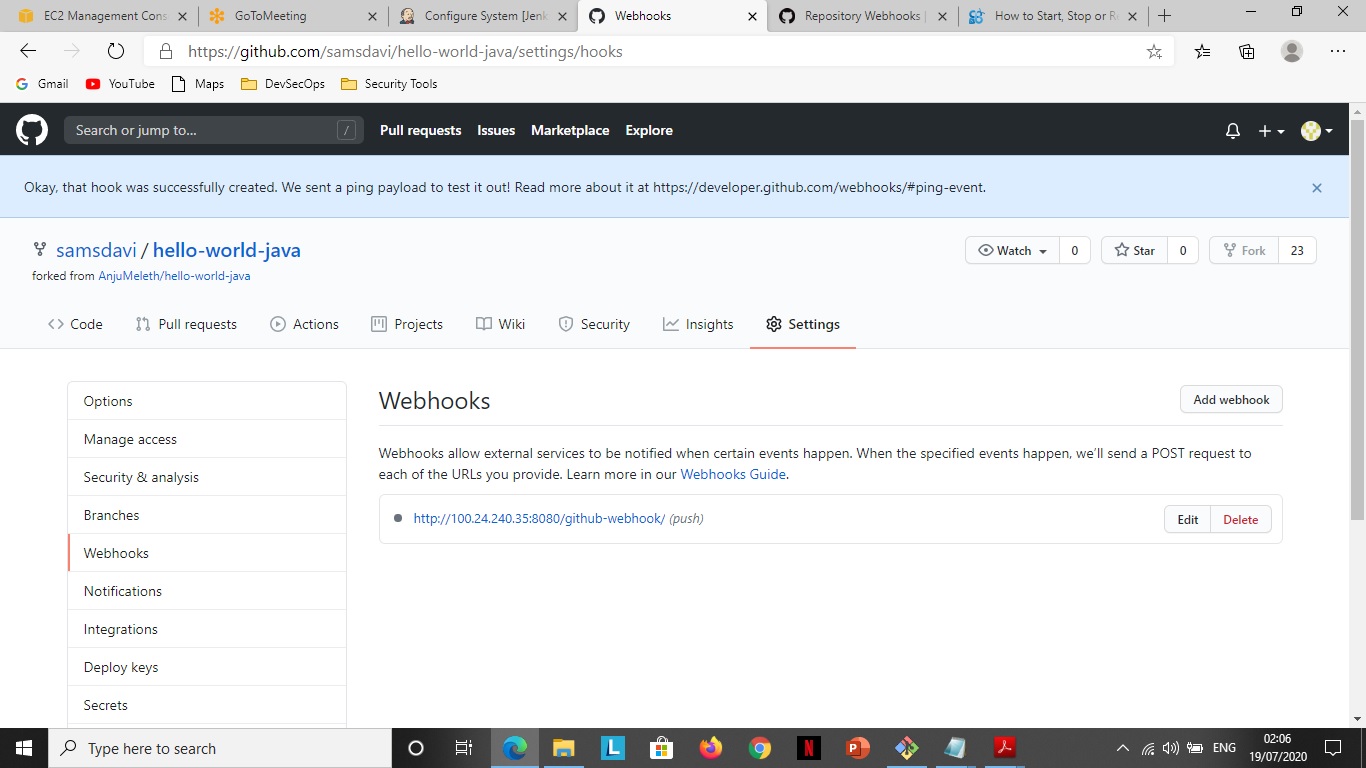 EC2 Management Cons
GoToMeeting
Configure System [Jenk
Webhooks
Repository Webhooks |
How to Start, Stop or Re
https://github.com/samsdavi/hello-world-java/settings/hooks
Gmail
YouTube
Maps
DevSecOps
Security Tools
Search or jump to...
/
Pull requests
Issues
Marketplace
Explore
Okay, that hook was successfully created. We sent a ping payload to test it out! Read more about it at https://developer.github.com/webhooks/#ping-event.
samsdavi / hello-world-java
Watch 0
Star 0
Fork 23
forked from AnjuMeleth/hello-world-java
Code
Pull requests
Actions
Projects
Wiki
Security
Insights
Settings
Options
Manage access
Security & analysis
Branches
Webhooks
Notifications
Integrations
Deploy keys
Secrets
Webhooks
Add webhook
Webhooks allow external services to be notified when certain events happen. When the specified events happen, we'll send a POST request to
each of the URLs you provide. Learn more in our Webhooks Guide.
http://100.24.240.35:8080/github-webhook/ (push)
Edit
Delete
Type here to search
L
N
P
ENG
02:06
19/07/2020